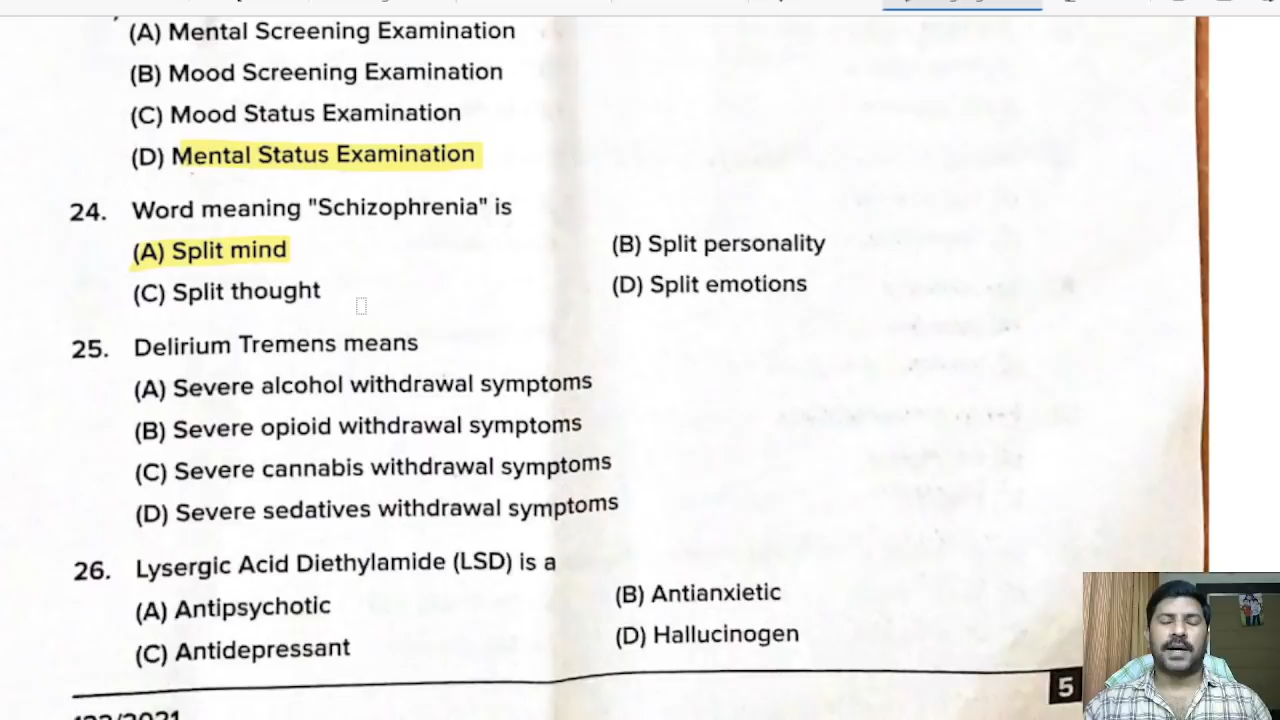 (A) Mental Screening Examination
(B) Mood Screening Examination
(C) Mood Status Examination
(D) Mental Status Examination
24. Word meaning "Schizophrenia" is
(A) Split mind
(B) Split personality
(C) Split thought
(D) Split emotions
25. Delirium Tremens means
(A) Severe alcohol withdrawal symptoms
(B) Severe opioid withdrawal symptoms
(C) Severe cannabis withdrawal symptoms
(D) Severe sedatives withdrawal symptoms
26. Lysergic Acid Diethylamide (LSD) is a
(A) Antipsychotic
(B) Antianxietic
(C) Antidepressant
(D) Hallucinogen
5